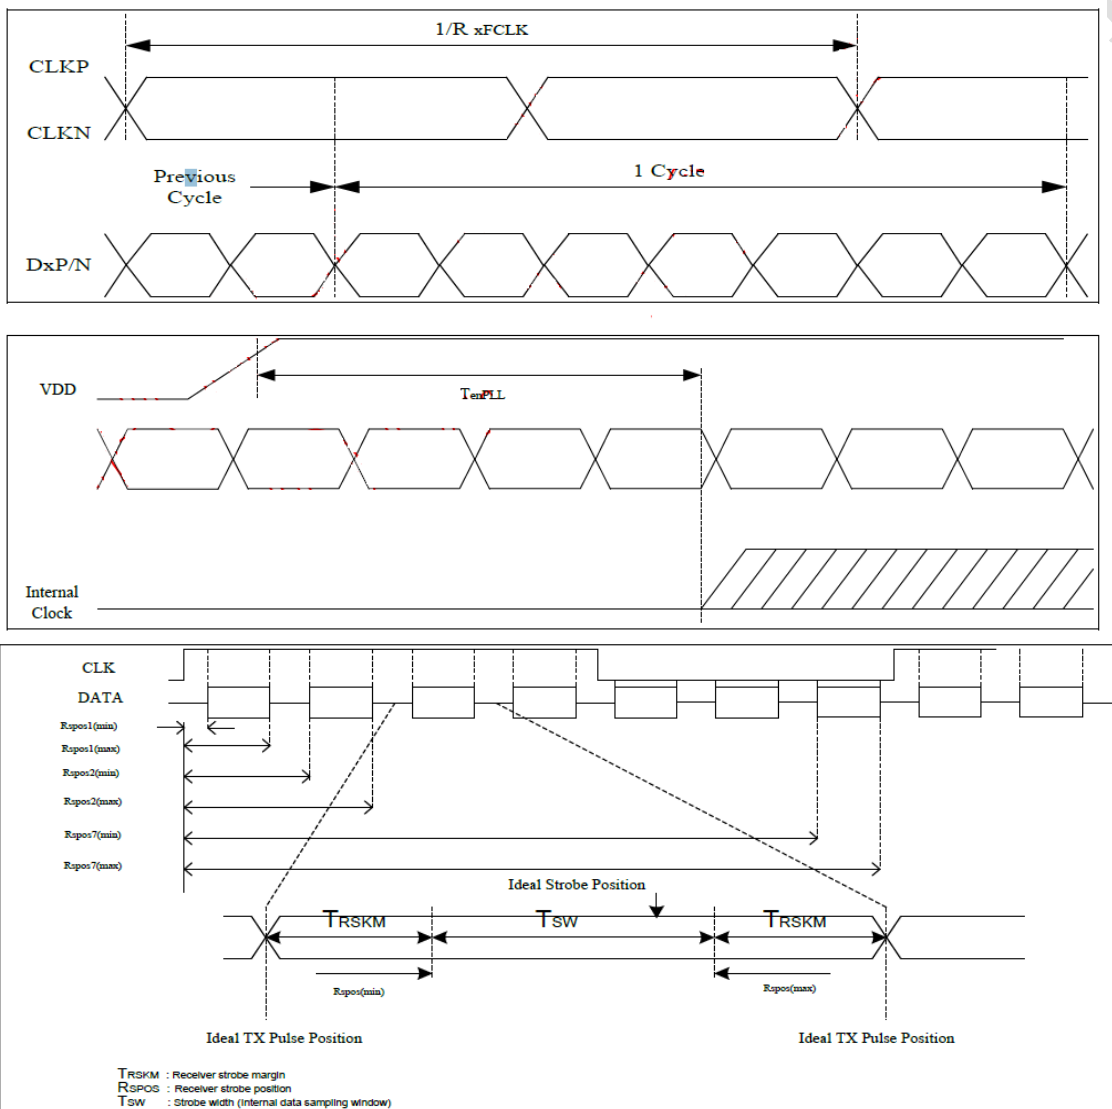 1/R xFCLK
CLKP
CLKN
Previous
Cycle
1 Cycle
DxP/N
VDD
TenPLL
Internal
Clock
CLK
DATA
Rspos1(min)
Rspos1(max)
Rspos2(min)
Rspos2(max)
Rspos7(min)
Rspos7(max)
Ideal Strobe Position
TRSKM
TSW
TRSKM
Rspos(min)
Rspos(max)
Ideal TX Pulse Position
Ideal TX Pulse Position
TRSKM : Receiver strobe margin
RSPOS : Receiver strobe position
TSW : Strobe width (Internal data sampling window)